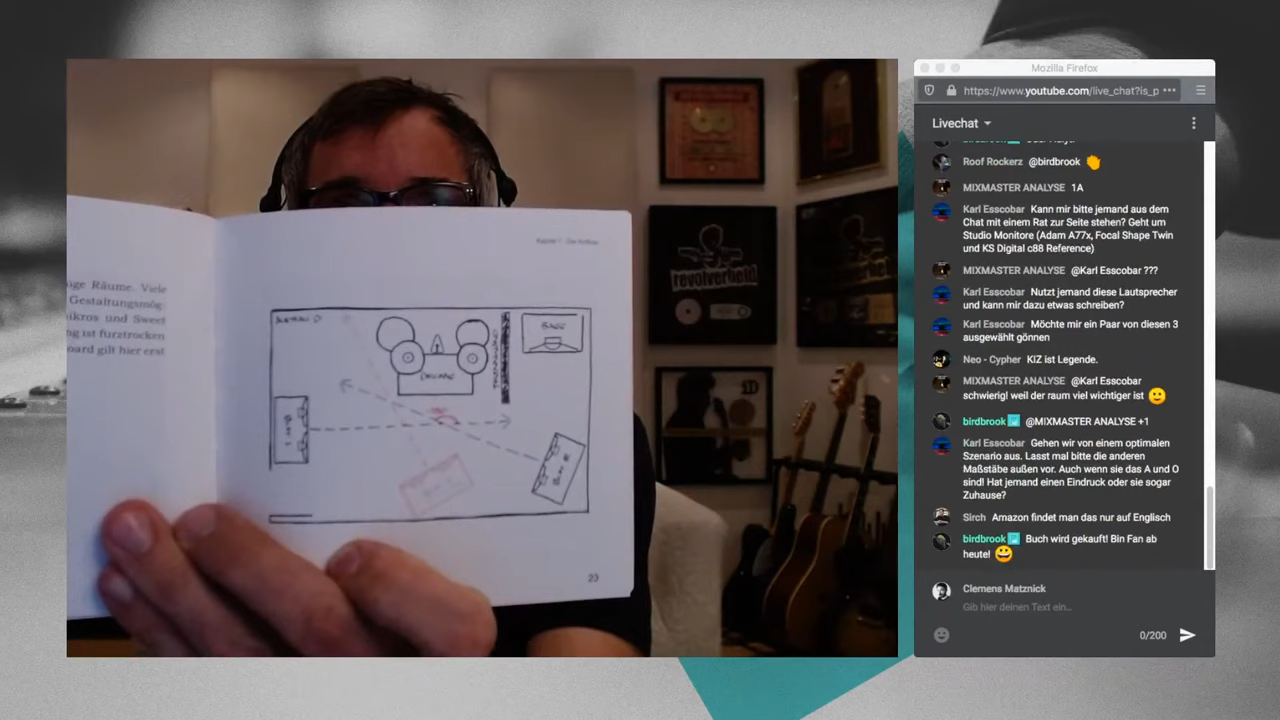 ige Räume. Viele
Gestaltungsmög-
nikros und Sweet
ng ist furztrocken
oard gilt hier erst
BASS
23
revolverheld
1D
Mozilla Firefox
https://www.youtube.com/live_chat?is_p •••
Livechat
birdbrook
Roof Rockerz @birdbrook 👏
MIXMASTER ANALYSE 1A
Karl Esscobar Kann mir bitte jemand aus dem
Chat mit einem Rat zur Seite stehen? Geht um
Studio Monitore (Adam A77x, Focal Shape Twin
und KS Digital c88 Reference)
MIXMASTER ANALYSE @Karl Esscobar ???
Karl Esscobar Nutzt jemand diese Lautsprecher
und kann mir dazu etwas schreiben?
Karl Esscobar Möchte mir ein Paar von diesen 3
ausgewählt gönnen
Neo - Cypher KIZ ist Legende.
MIXMASTER ANALYSE @Karl Esscobar
schwierig! weil der raum viel wichtiger ist 🙂
birdbrook @MIXMASTER ANALYSE +1
Karl Esscobar Gehen wir von einem optimalen
Szenario aus. Lasst mal bitte die anderen
Maßstäbe außen vor. Auch wenn sie das A und O
sind! Hat jemand einen Eindruck oder sie sogar
Zuhause?
Sirch Amazon findet man das nur auf Englisch
birdbrook Buch wird gekauft! Bin Fan ab
heute! 😀
Clemens Matznick
Gib hier deinen Text ein...
0/200